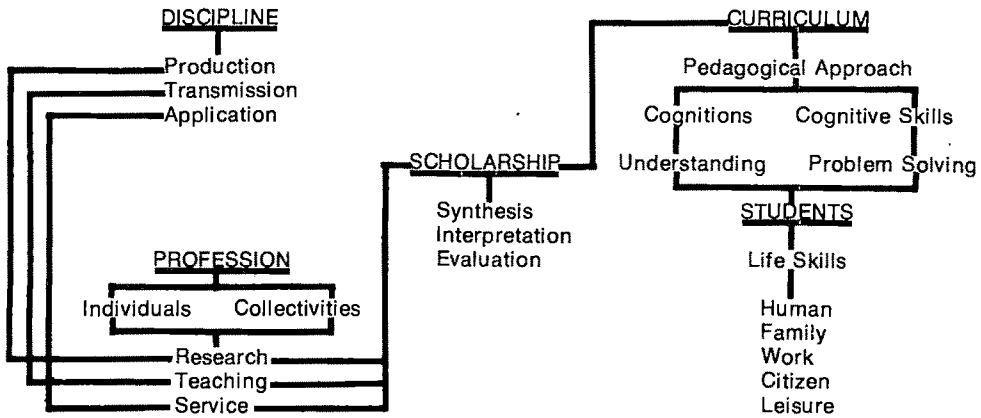 DISCIPLINE
Production
Transmission
Application
PROFESSION
Individuals Collectivities
Research
Teaching
Service
SCHOLARSHIP
Synthesis
Interpretation
Evaluation
CURRICULUM
Pedagogical Approach
Cognitions Cognitive Skills
Understanding Problem Solving
STUDENTS
Life Skills
Human
Family
Work
Citizen
Leisure